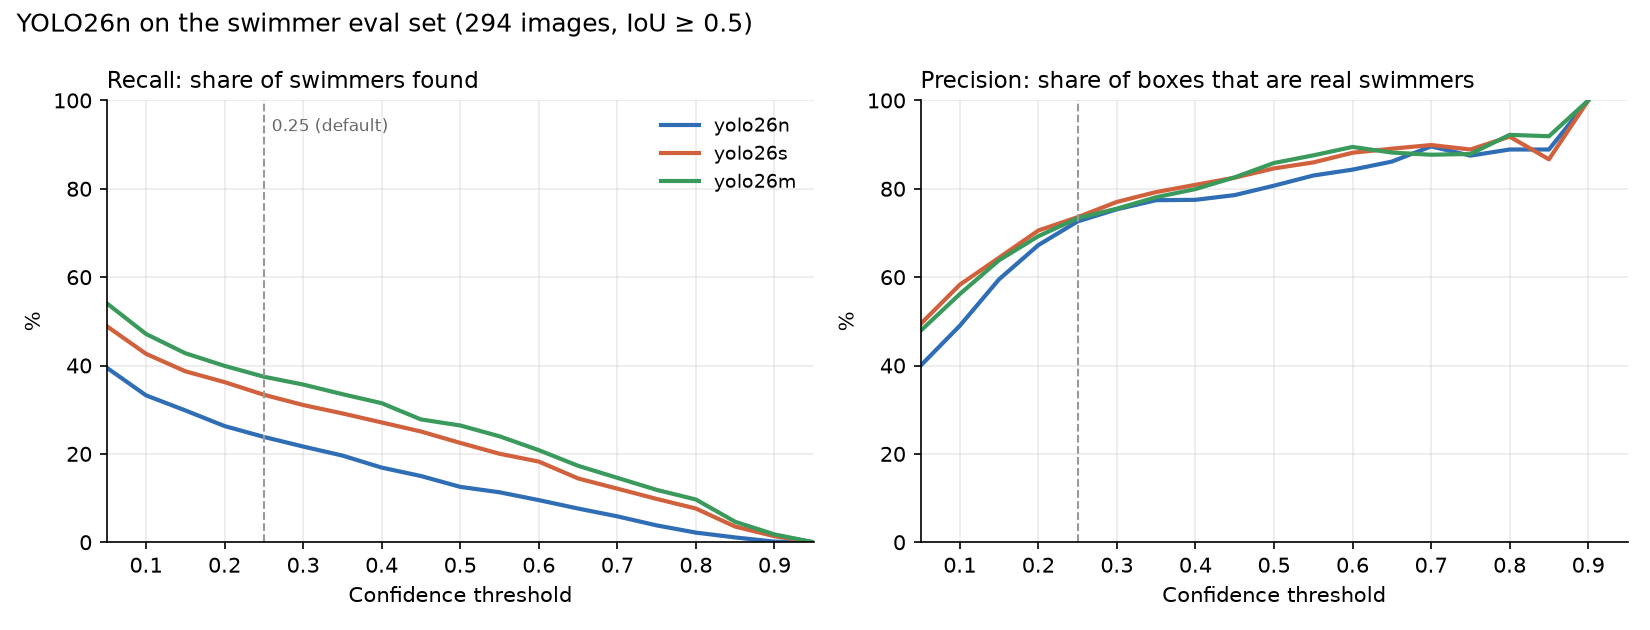 YOLO26n on the swimmer eval set (294 images, IoU ≥ 0.5)
Recall: share of swimmers found
100
80
60
40
20
0
%
0.25 (default)
yolo26n
yolo26s
yolo26m
0.1 0.2 0.3 0.4 0.5 0.6 0.7 0.8 0.9
Confidence threshold
Precision: share of boxes that are real swimmers
100
80
60
40
20
0
%
0.1 0.2 0.3 0.4 0.5 0.6 0.7 0.8 0.9
Confidence threshold